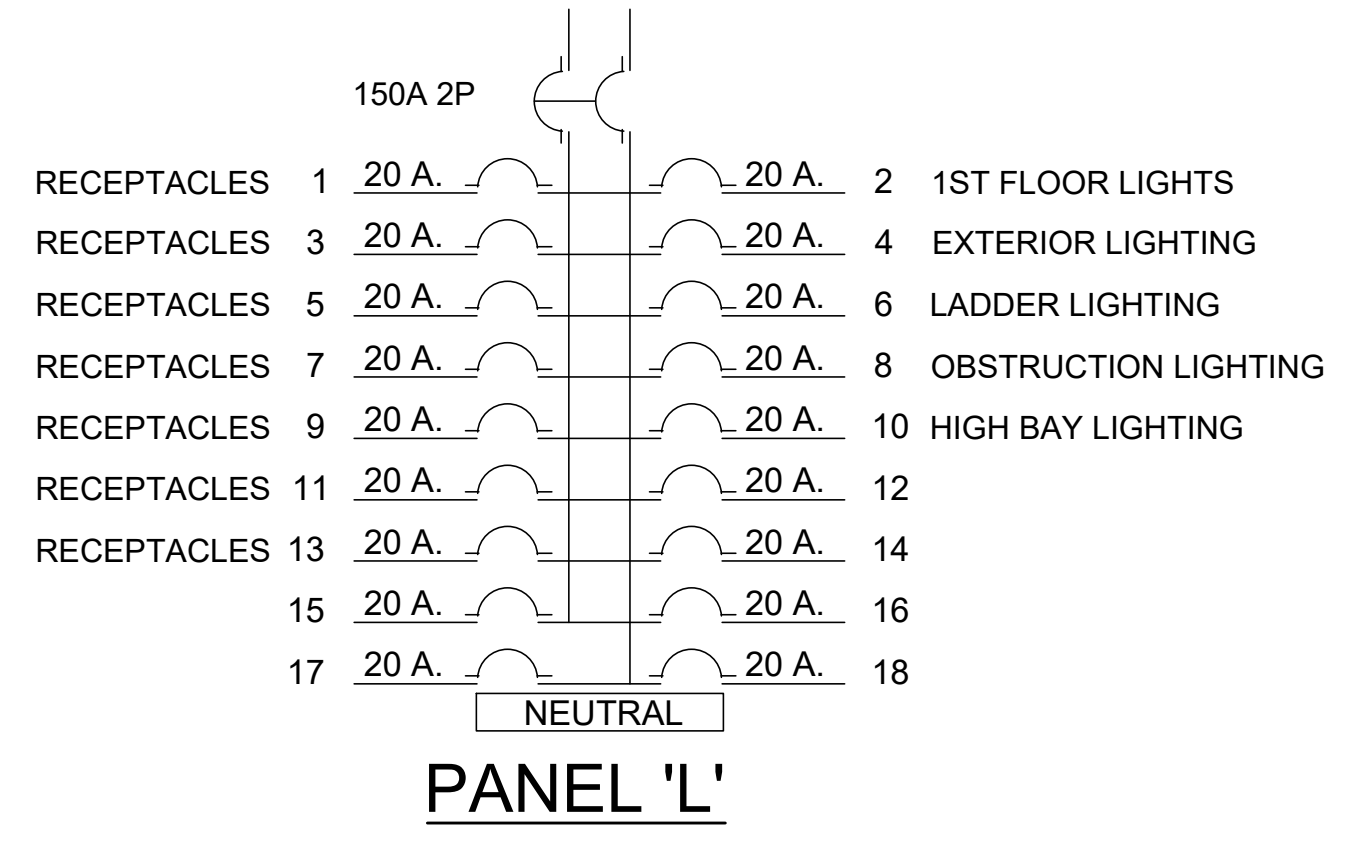 150A 2P
RECEPTACLES 1 20 A. 20 A. 2 1ST FLOOR LIGHTS
RECEPTACLES 3 20 A. 20 A. 4 EXTERIOR LIGHTING
RECEPTACLES 5 20 A. 20 A. 6 LADDER LIGHTING
RECEPTACLES 7 20 A. 20 A. 8 OBSTRUCTION LIGHTING
RECEPTACLES 9 20 A. 20 A. 10 HIGH BAY LIGHTING
RECEPTACLES 11 20 A. 20 A. 12
RECEPTACLES 13 20 A. 20 A. 14
15 20 A. 20 A. 16
17 20 A. 20 A. 18
NEUTRAL
PANEL 'L'